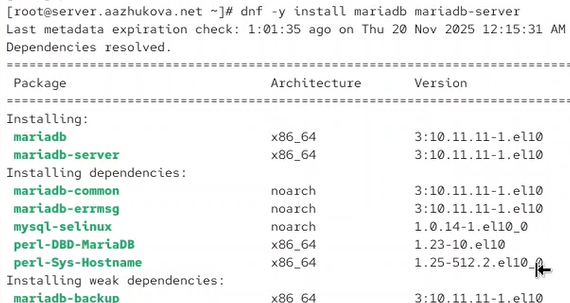 [root@server.aazhukova.net ~]# dnf -y install mariadb mariadb-server
Last metadata expiration check: 1:01:35 ago on Thu 20 Nov 2025 12:15:31 AM
Dependencies resolved.
================================================================================
Package Architecture Version
================================================================================
Installing:
mariadb x86_64 3:10.11.11-1.el10
mariadb-server x86_64 3:10.11.11-1.el10
Installing dependencies:
mariadb-common noarch 3:10.11.11-1.el10
mariadb-errmsg noarch 3:10.11.11-1.el10
mysql-selinux noarch 1.0.14-1.el10_0
perl-DBD-MariaDB x86_64 1.23-10.el10
perl-Sys-Hostname x86_64 1.25-512.2.el10_0
Installing weak dependencies:
mariadb-backup x86_64 3:10.11.11-1.el10